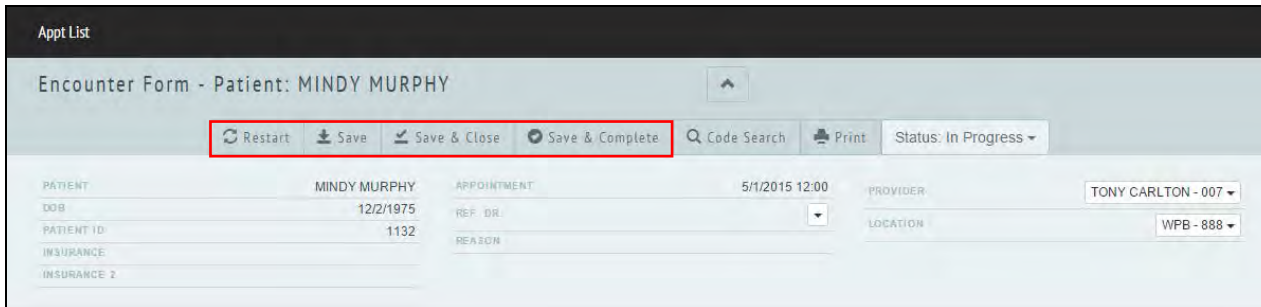 Appt List
Encounter Form - Patient: MINDY MURPHY
Restart Save Save & Close Save & Complete Code Search Print Status: In Progress
PATIENT MINDY MURPHY APPOINTMENT 5/1/2015 12:00 PROVIDER TONY CARLTON - 007
DOB 12/2/1975 REF DR. LOCATION WPB - 888
PATIENT ID 1132 REASON
INSURANCE
INSURANCE 2